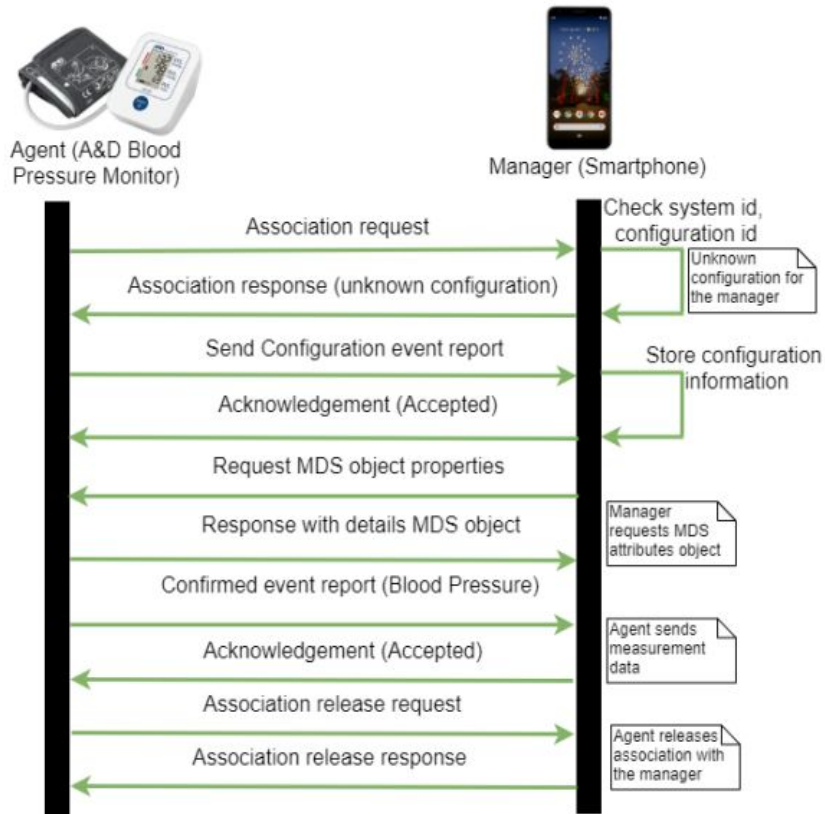 Agent (A&D Blood
Pressure Monitor)
Manager (Smartphone)
Association request
Check system id,
configuration id
Unknown
configuration for
the manager
Association response (unknown configuration)
Send Configuration event report
Store configuration
information
Acknowledgement (Accepted)
Request MDS object properties
Response with details MDS object
Manager
requests MDS
attributes object
Confirmed event report (Blood Pressure)
Agent sends
measurement
data
Acknowledgement (Accepted)
Association release request
Agent releases
association with
the manager
Association release response